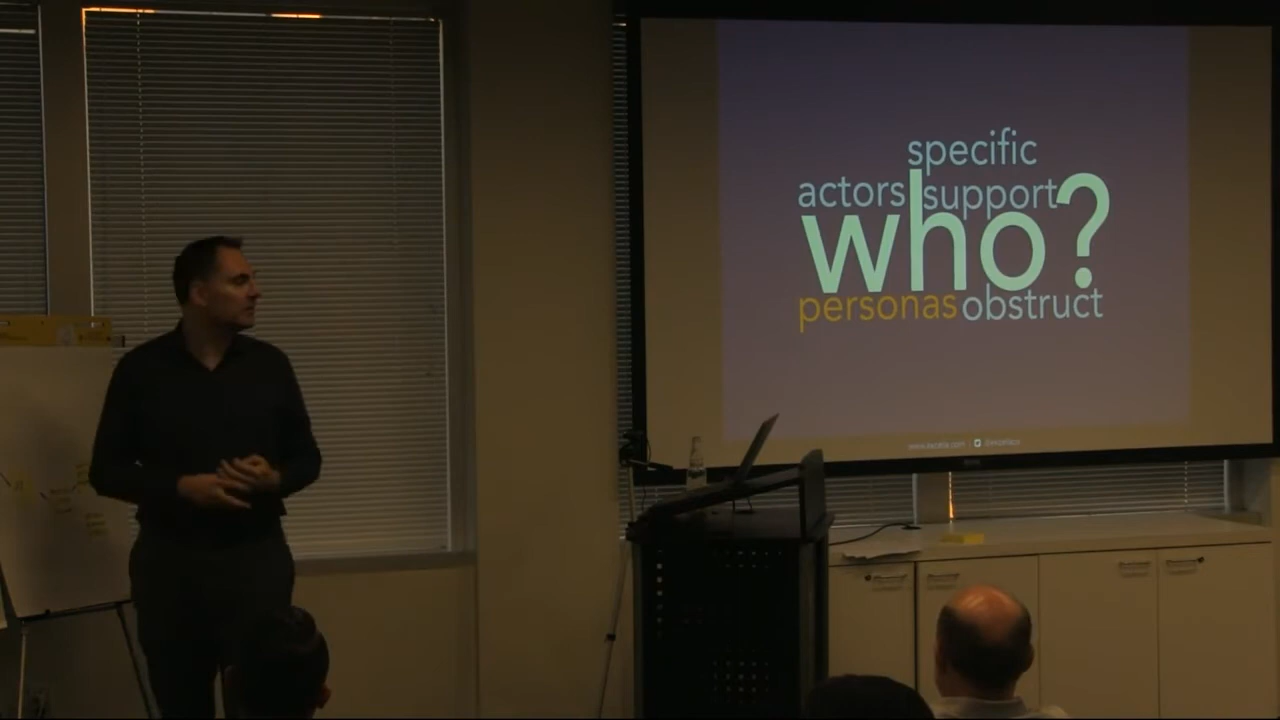 specific
actors support
who?
personas obstruct